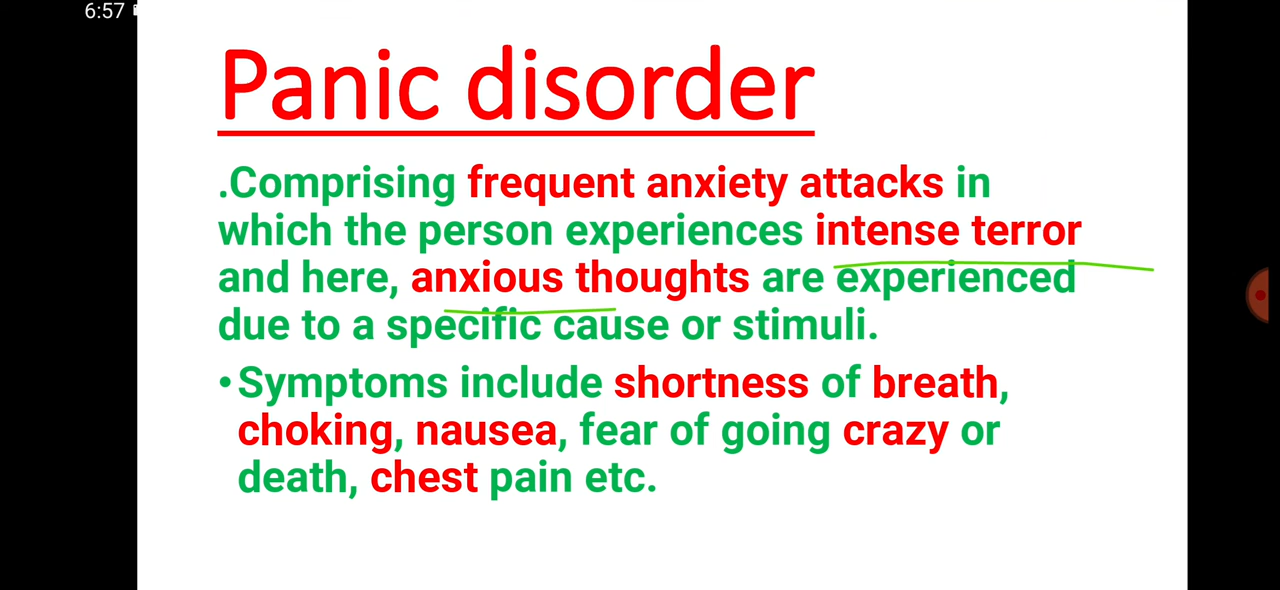 6:57
Panic disorder
.Comprising frequent anxiety attacks in
which the person experiences intense terror
and here, anxious thoughts are experienced
due to a specific cause or stimuli.
•Symptoms include shortness of breath,
choking, nausea, fear of going crazy or
death, chest pain etc.